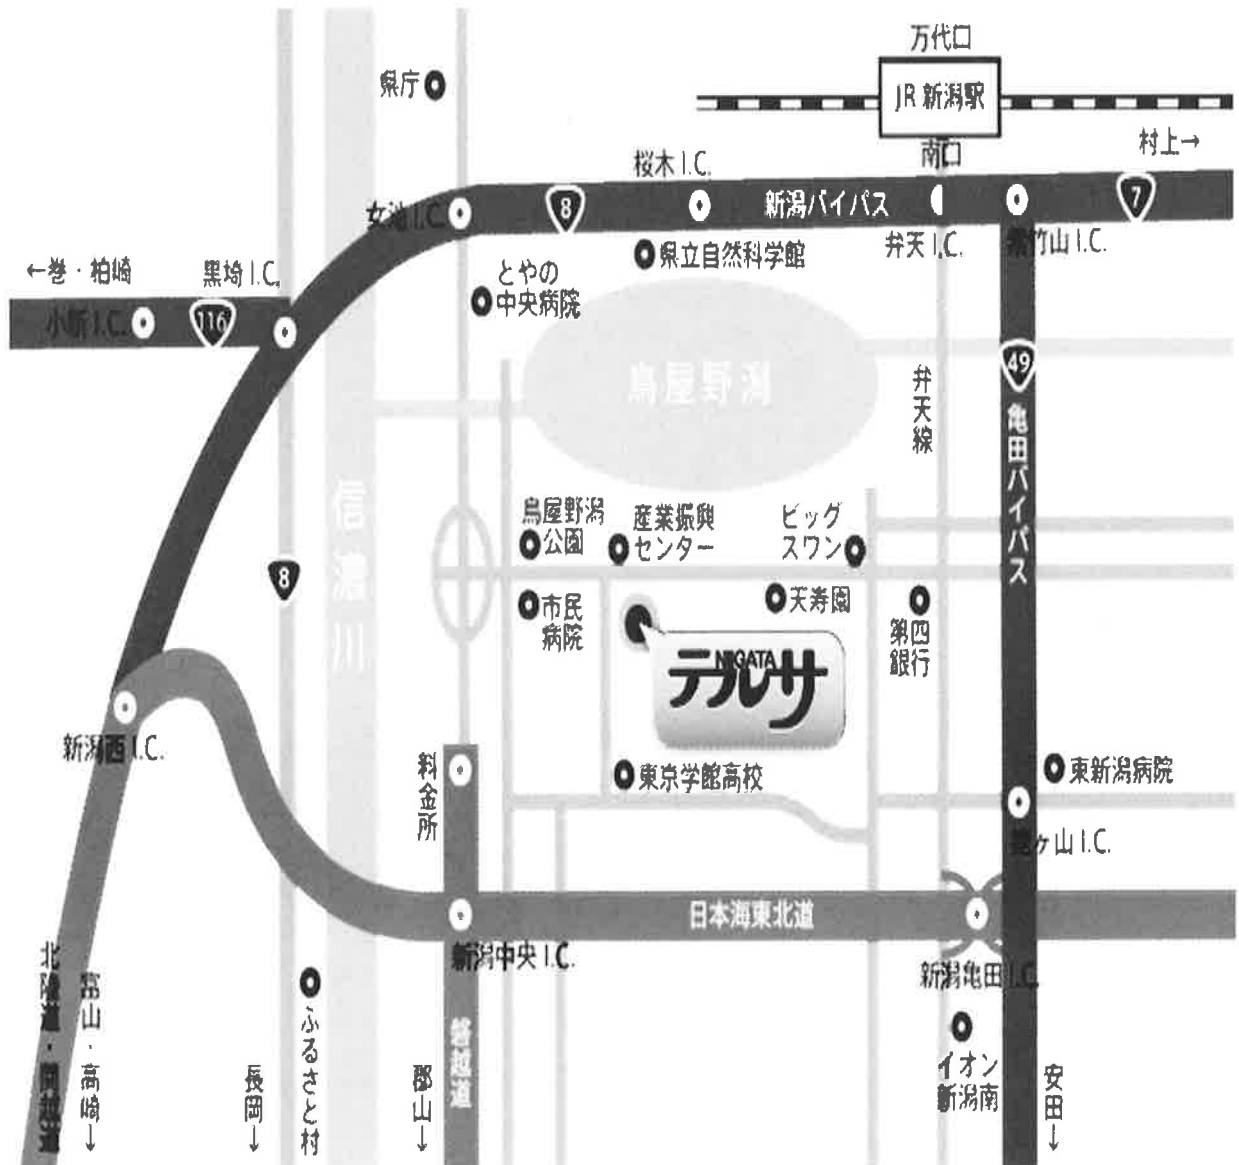 万代口
県庁
JR 新潟駅
村上→
南口
桜木 I.C.
女池 I.C.
8
新潟バイパス
7
弁天 I.C.
紫竹山 I.C.
県立自然科学館
←巻・柏崎
黒埼 I.C.
とやの
中央病院
小新 I.C.
116
鳥屋野潟
弁天線
49
亀田バイパス
信濃川
鳥屋野潟
公園
産業振興
センター
ビッグ
スワン
8
市民
病院
天寿園
第四
銀行
NIIGATA
テルサ
新潟西 I.C.
料金所
東京学館高校
東新潟病院
日本海東北道
新潟中央 I.C.
新潟亀田 I.C.
北陸道・関越道
富山・高崎↓
長岡↓
ふるさと村
郡山↓
磐越道
イオン
新潟南
安田↓